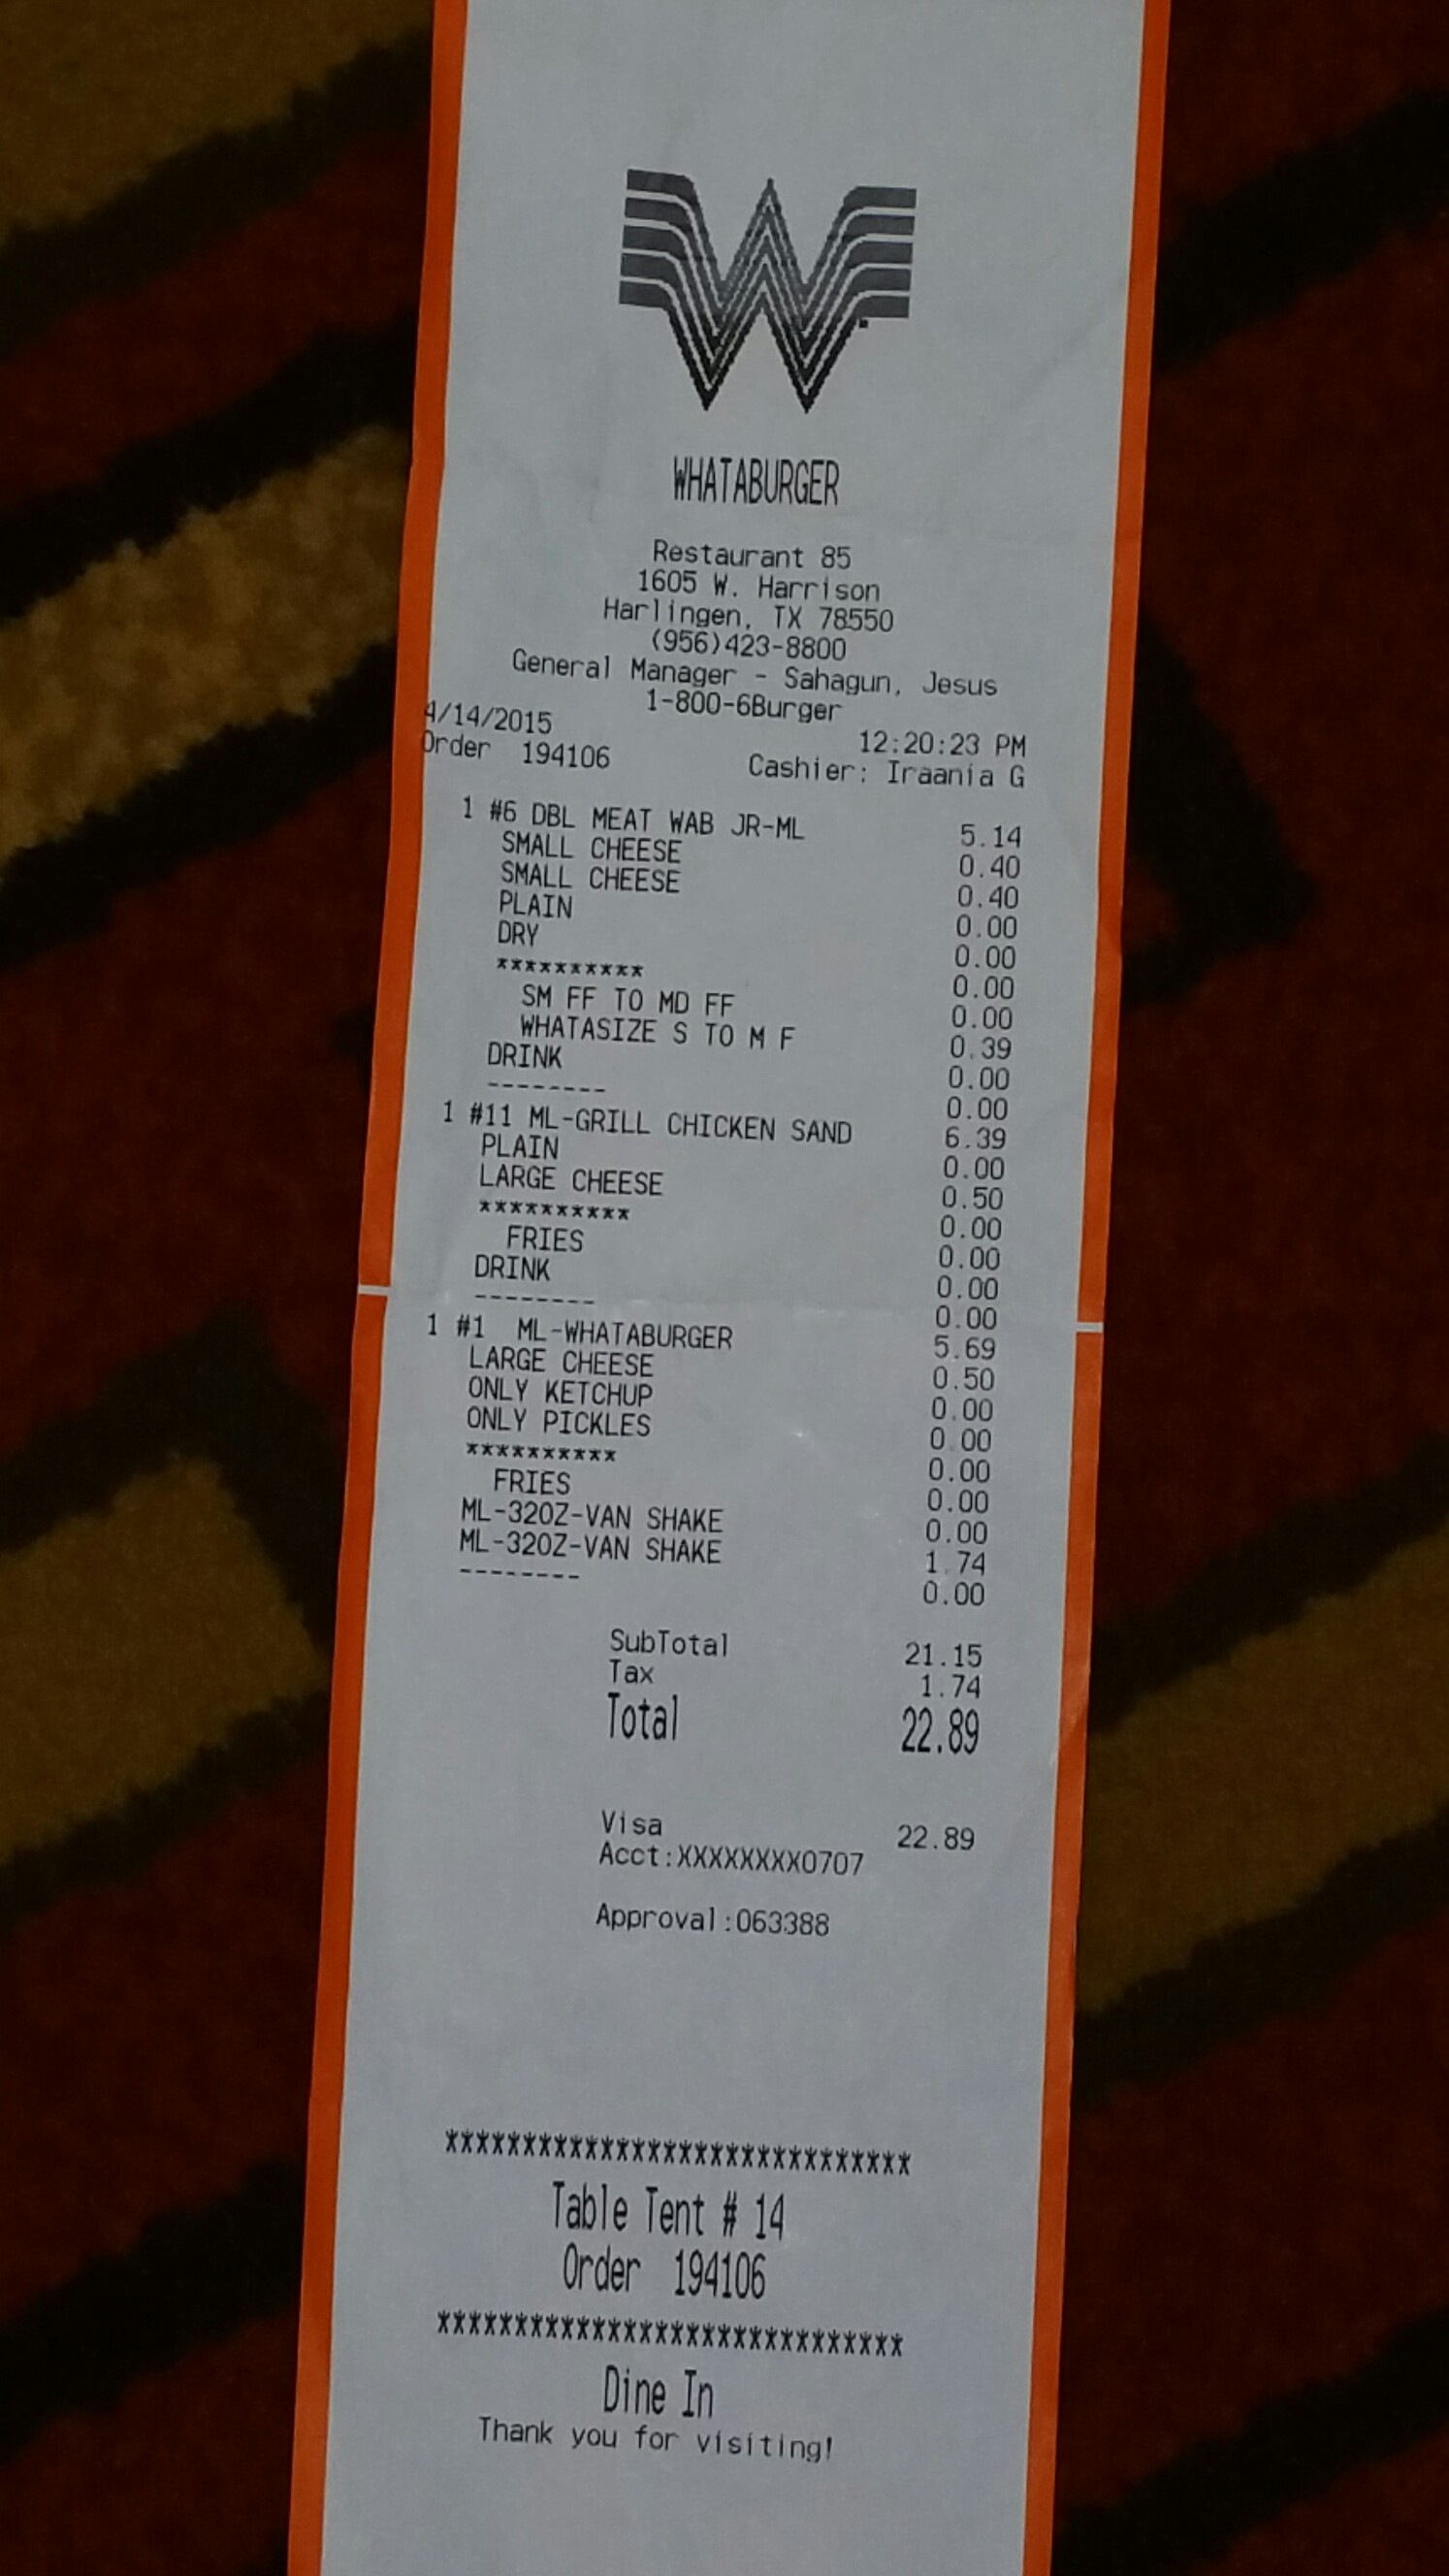 W
WHATABURGER
Restaurant 85
1605 W. Harrison
Harlingen, TX 78550
(956)423-8800
General Manager - Sahagun, Jesus
1-800-6Burger
4/14/2015 12:20:23 PM
Order 194106 Cashier: Iraania G
1 #6 DBL MEAT WAB JR-ML 5.14
SMALL CHEESE 0.40
SMALL CHEESE 0.40
PLAIN 0.00
DRY 0.00
********** 0.00
SM FF TO MD FF 0.00
WHATASIZE S TO M F 0.39
DRINK 0.00
-------- 0.00
1 #11 ML-GRILL CHICKEN SAND 6.39
PLAIN 0.00
LARGE CHEESE 0.50
********** 0.00
FRIES 0.00
DRINK 0.00
-------- 0.00
1 #1 ML-WHATABURGER 5.69
LARGE CHEESE 0.50
ONLY KETCHUP 0.00
ONLY PICKLES 0.00
********** 0.00
FRIES 0.00
ML-32OZ-VAN SHAKE 0.00
ML-32OZ-VAN SHAKE 1.74
-------- 0.00
SubTotal 21.15
Tax 1.74
Total 22.89
Visa 22.89
Acct:XXXXXXXX0707
Approval:063388
******************************
Table Tent # 14
Order 194106
******************************
Dine In
Thank you for visiting!